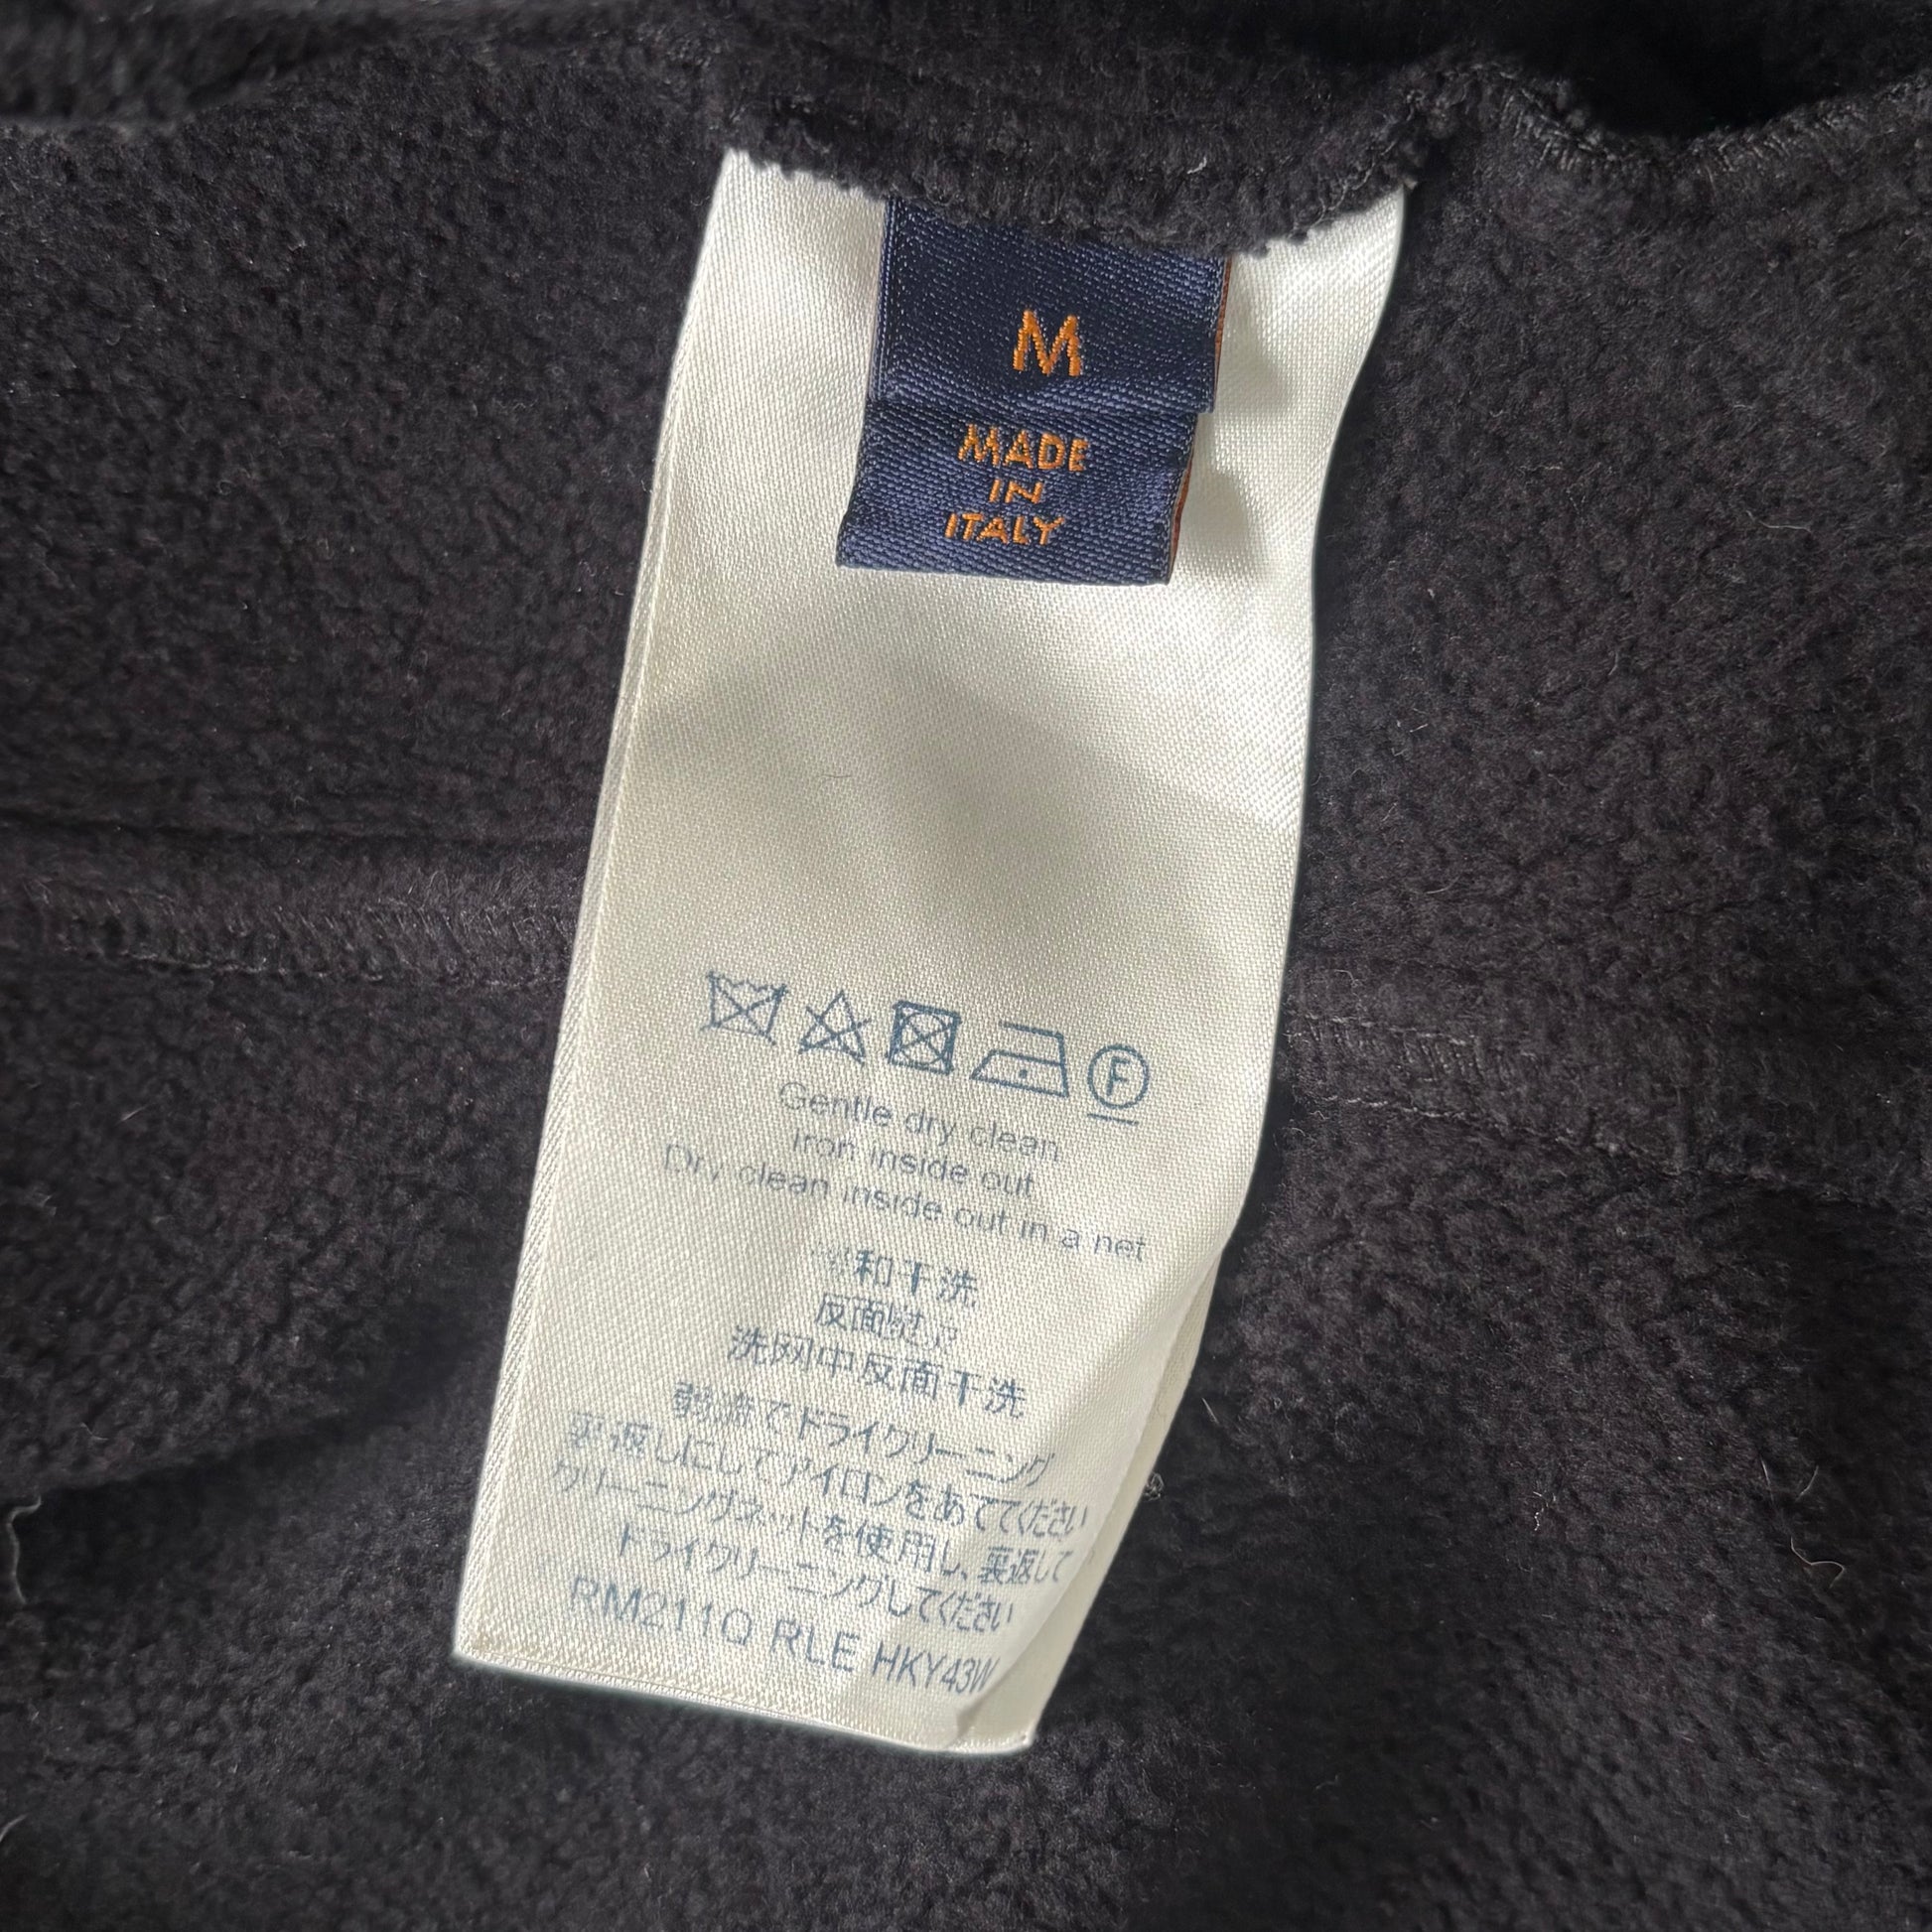 M
MADE
IN
ITALY
F
Gentle dry clean
iron inside out
Dry clean inside out in a net
和干洗
反面
洗网中反面干洗
弱流でドライクリーニング
裏返しにしてアイロンをあててください
クリーニングネットを使用し、裏返して
ドライクリーニングしてください
RM211Q RLE HKY43W